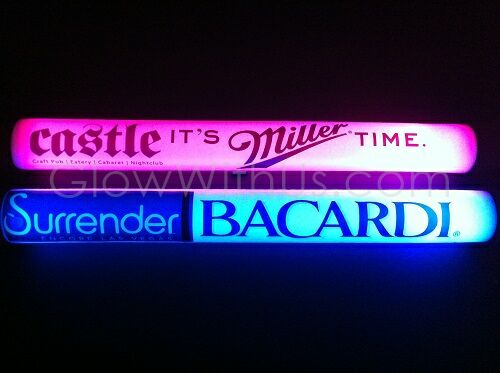 castle IT'S Miller® TIME.
Craft Pub | Eatery | Cabaret | Nightclub
GlowWithUs.com
Surrender BACARDI®
ENCORE LAS VEGAS